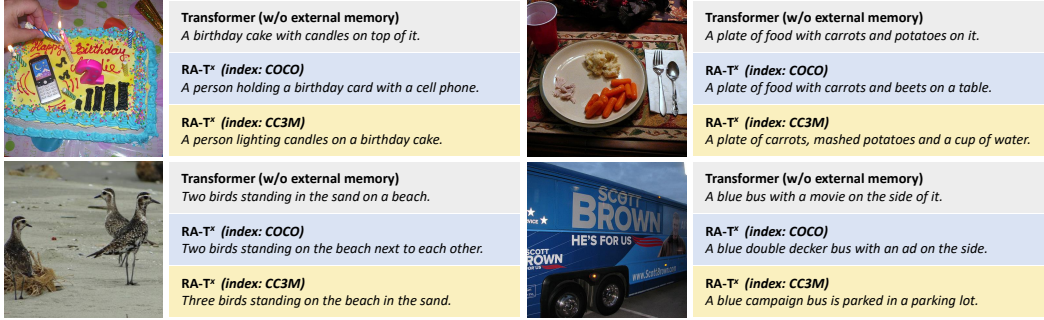 Happy Birthday
Transformer (w/o external memory)
A birthday cake with candles on top of it.
RA-Tˣ (index: COCO)
A person holding a birthday card with a cell phone.
RA-Tˣ (index: CC3M)
A person lighting candles on a birthday cake.
Transformer (w/o external memory)
A plate of food with carrots and potatoes on it.
RA-Tˣ (index: COCO)
A plate of food with carrots and beets on a table.
RA-Tˣ (index: CC3M)
A plate of carrots, mashed potatoes and a cup of water.
Transformer (w/o external memory)
Two birds standing in the sand on a beach.
RA-Tˣ (index: COCO)
Two birds standing on the beach next to each other.
RA-Tˣ (index: CC3M)
Three birds standing on the beach in the sand.
SCOTT
BROWN
HE'S FOR US
SCOTT
BROWN
FOR US
www.ScottBrown.com
Transformer (w/o external memory)
A blue bus with a movie on the side of it.
RA-Tˣ (index: COCO)
A blue double decker bus with an ad on the side.
RA-Tˣ (index: CC3M)
A blue campaign bus is parked in a parking lot.